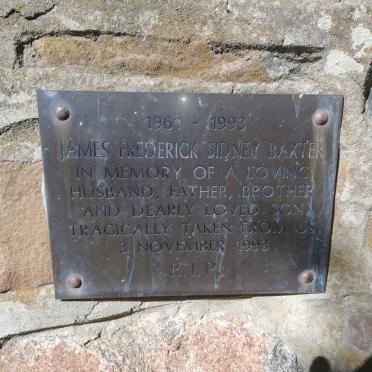 1961 - 1993
JAMES FREDERICK SIDNEY BAXTER
IN MEMORY OF A LOVING
HUSBAND, FATHER, BROTHER
AND DEARLY LOVED SON
TRAGICALLY TAKEN FROM US
3 NOVEMBER 1993
R.I.P.